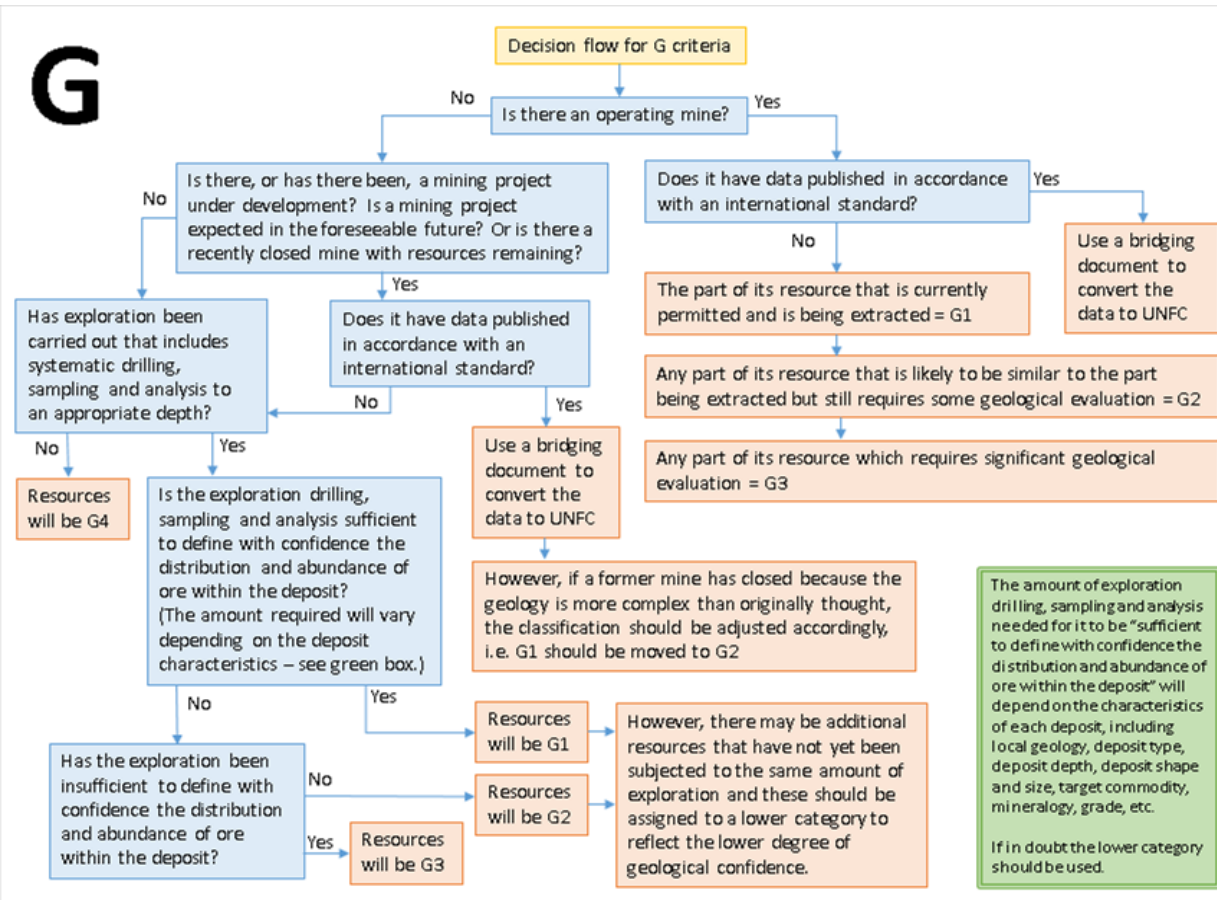 G
Decision flow for G criteria
No
Yes
Is there an operating mine?
Is there, or has there been, a mining project
under development? Is a mining project
expected in the foreseeable future? Or is there a
recently closed mine with resources remaining?
No
Yes
Does it have data published in accordance
with an international standard?
Yes
No
Use a bridging
document to
convert the
data to UNFC
The part of its resource that is currently
permitted and is being extracted = G1
Any part of its resource that is likely to be similar to the part
being extracted but still requires some geological evaluation = G2
Any part of its resource which requires significant geological
evaluation = G3
Has exploration been
carried out that includes
systematic drilling,
sampling and analysis to
an appropriate depth?
Does it have data published
in accordance with an
international standard?
No
Yes
No
Yes
Resources
will be G4
Use a bridging
document to
convert the
data to UNFC
However, if a former mine has closed because the
geology is more complex than originally thought,
the classification should be adjusted accordingly,
i.e. G1 should be moved to G2
Is the exploration drilling,
sampling and analysis sufficient
to define with confidence the
distribution and abundance of
ore within the deposit?
(The amount required will vary
depending on the deposit
characteristics – see green box.)
No
Yes
Resources
will be G1
Has the exploration been
insufficient to define with
confidence the distribution
and abundance of ore
within the deposit?
No
Resources
will be G2
Yes
Resources
will be G3
However, there may be additional
resources that have not yet been
subjected to the same amount of
exploration and these should be
assigned to a lower category to
reflect the lower degree of
geological confidence.
The amount of exploration
drilling, sampling and analysis
needed for it to be "sufficient
to define with confidence the
distribution and abundance of
ore within the deposit" will
depend on the characteristics
of each deposit, including
local geology, deposit type,
deposit depth, deposit shape
and size, target commodity,
mineralogy, grade, etc.
If in doubt the lower category
should be used.